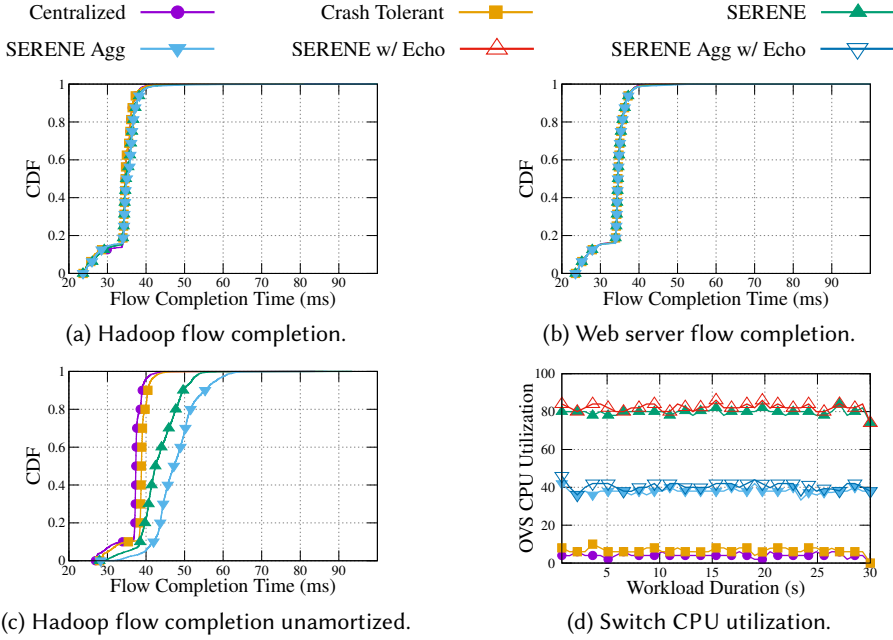 Centralized Crash Tolerant SERENE
SERENE Agg SERENE w/ Echo SERENE Agg w/ Echo
1
0.8
0.6
0.4
0.2
0
CDF
20 30 40 50 60 70 80 90
Flow Completion Time (ms)
(a) Hadoop flow completion.
1
0.8
0.6
0.4
0.2
0
CDF
20 30 40 50 60 70 80 90
Flow Completion Time (ms)
(b) Web server flow completion.
1
0.8
0.6
0.4
0.2
0
CDF
20 30 40 50 60 70 80 90
Flow Completion Time (ms)
(c) Hadoop flow completion unamortized.
100
80
60
40
20
0
OVS CPU Utilization
5 10 15 20 25 30
Workload Duration (s)
(d) Switch CPU utilization.